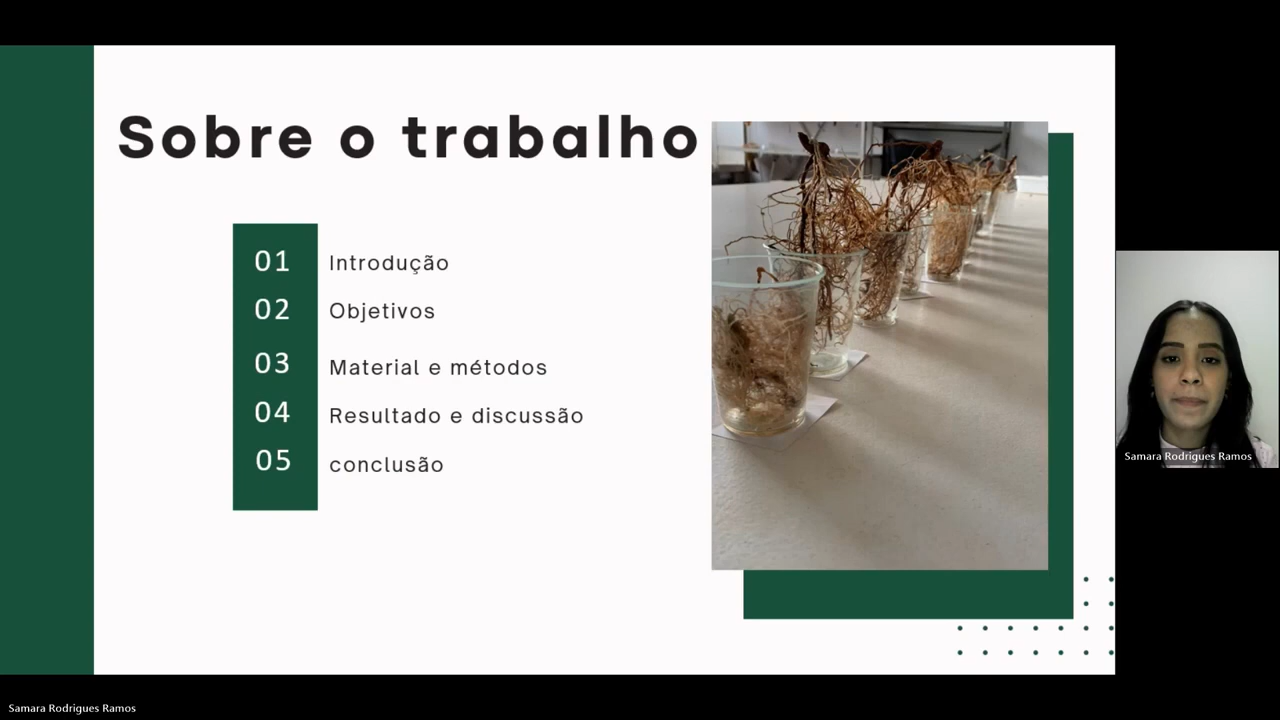 Sobre o trabalho
01 Introdução
02 Objetivos
03 Material e métodos
04 Resultado e discussão
05 conclusão
Samara Rodrigues Ramos
Samara Rodrigues Ramos